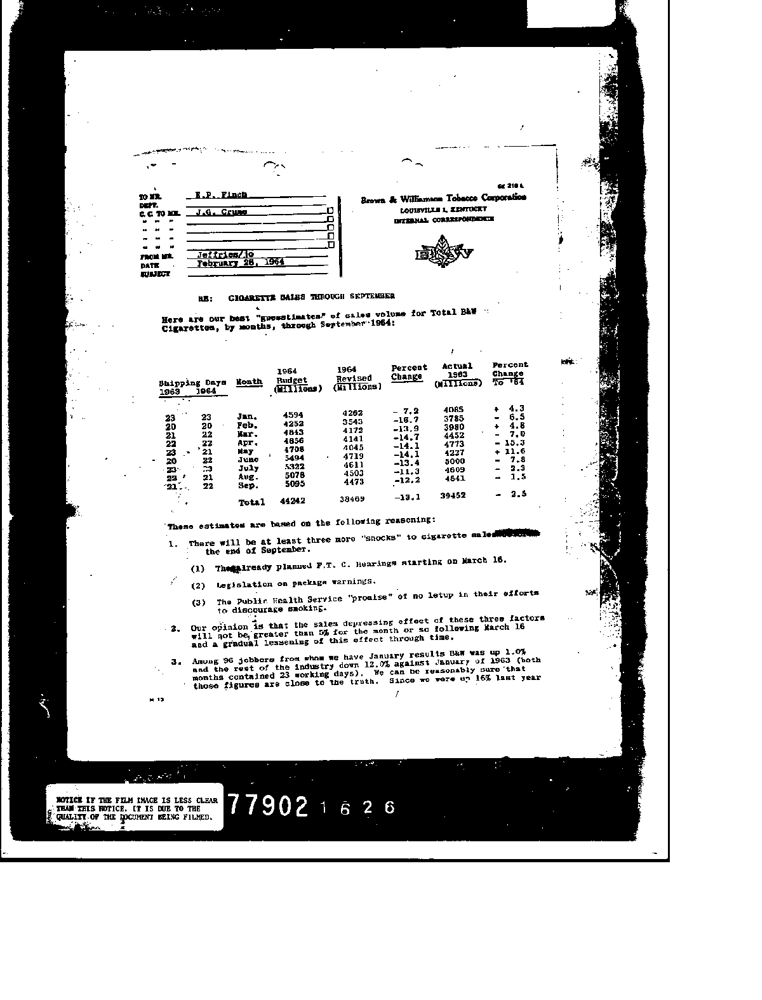 GE 210 L
TO MR. E.P. Finch
DEPT.
C. C. TO MR. J.G. Crume
" " "
" " "
" " "
" " "
FROM MR. Jeffries/lo
DATE February 28, 1964
SUBJECT
Brown & Williamson Tobacco Corporation
LOUISVILLE 1, KENTUCKY
INTERNAL CORRESPONDENCE
B&W
RE: CIGARETTE SALES THROUGH SEPTEMBER
Here are our best "guesstimates" of sales volume for Total B&W
Cigarettes, by months, through September 1964:
Shipping Days Month 1964 Budget (Millions) 1964 Revised (Millions) Percent Change Actual 1963 (Millions) Percent Change To '64
1963 1964
23 23 Jan. 4594 4262 - 7.2 4085 + 4.3
20 20 Feb. 4252 3543 -16.7 3785 - 6.5
21 22 Mar. 4843 4172 -13.9 3980 + 4.8
22 22 Apr. 4856 4141 -14.7 4452 - 7.0
23 21 May 4708 4045 -14.1 4773 - 15.3
20 22 June 5494 4719 -14.1 4227 + 11.6
23 23 July 5322 4611 -13.4 5000 - 7.8
22 21 Aug. 5078 4503 -11.3 4609 - 2.3
21 22 Sep. 5095 4473 -12.2 4541 - 1.5
Total 44242 38469 -13.1 39452 - 2.5
These estimates are based on the following reasoning:
1. There will be at least three more "shocks" to cigarette sales
the end of September.
(1) The already planned F.T. C. Hearings starting on March 16.
(2) Legislation on package warnings.
(3) The Public Health Service "promise" of no letup in their efforts
to discourage smoking.
2. Our opinion is that the sales depressing effect of these three factors
will not be greater than 5% for the month or so following March 16
and a gradual lessening of this effect through time.
3. Among 96 jobbers from whom we have January results B&W was up 1.0%
and the rest of the industry down 12.0% against January of 1963 (both
months contained 23 working days). We can be reasonably sure that
those figures are close to the truth. Since we were up 16% last year
M 13
NOTICE IF THE FILM IMAGE IS LESS CLEAR
THAN THIS NOTICE, IT IS DUE TO THE
QUALITY OF THE DOCUMENT BEING FILMED.
77902 1626